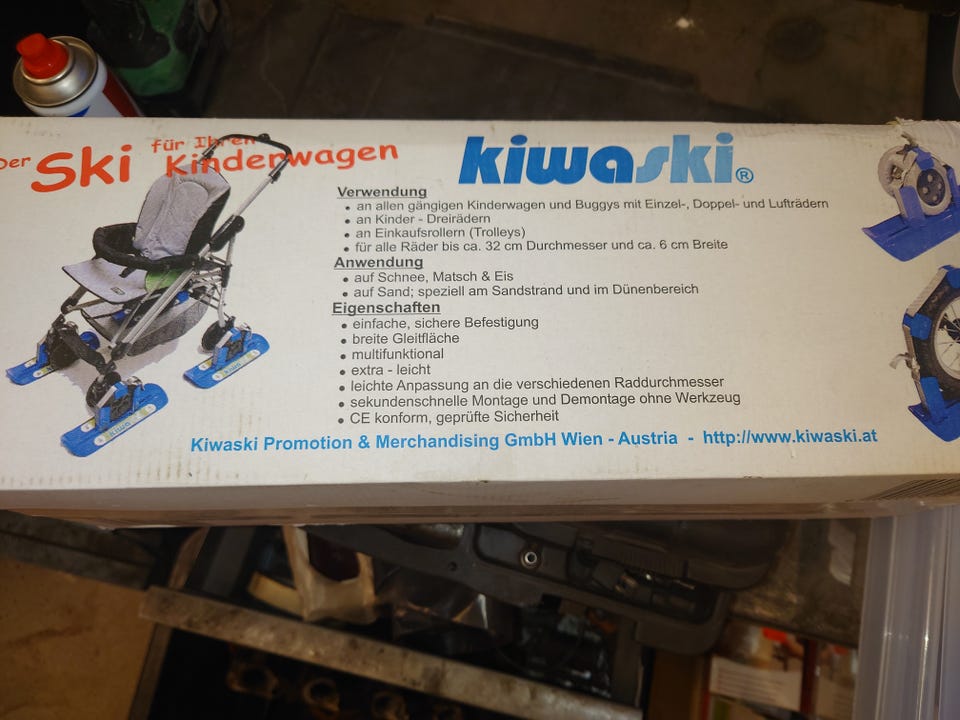 Der Ski für Ihren
Kinderwagen
kiwaski®
Verwendung
• an allen gängigen Kinderwagen und Buggys mit Einzel-, Doppel- und Lufträdern
• an Kinder - Dreirädern
• an Einkaufsrollern (Trolleys)
• für alle Räder bis ca. 32 cm Durchmesser und ca. 6 cm Breite
Anwendung
• auf Schnee, Matsch & Eis
• auf Sand; speziell am Sandstrand und im Dünenbereich
Eigenschaften
• einfache, sichere Befestigung
• breite Gleitfläche
• multifunktional
• extra - leicht
• leichte Anpassung an die verschiedenen Raddurchmesser
• sekundenschnelle Montage und Demontage ohne Werkzeug
• CE konform, geprüfte Sicherheit
Kiwaski Promotion & Merchandising GmbH Wien - Austria - http://www.kiwaski.at